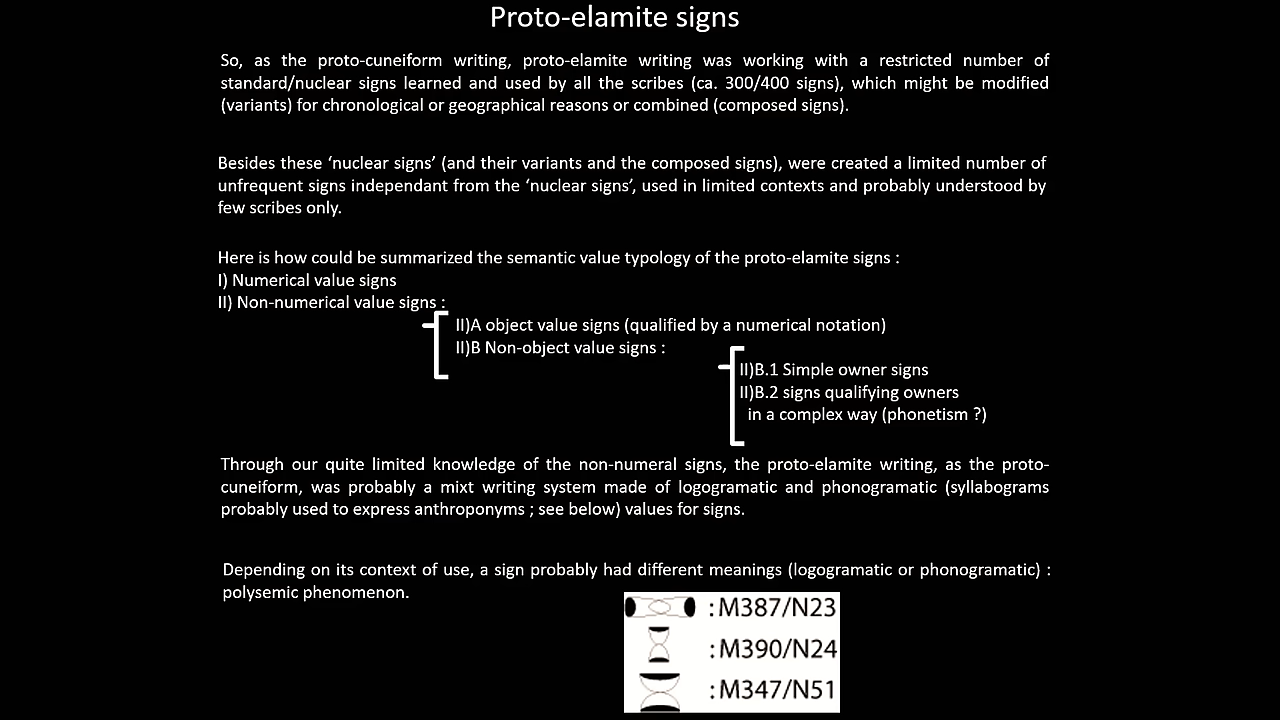 Proto-elamite signs
So, as the proto-cuneiform writing, proto-elamite writing was working with a restricted number of
standard/nuclear signs learned and used by all the scribes (ca. 300/400 signs), which might be modified
(variants) for chronological or geographical reasons or combined (composed signs).
Besides these ‘nuclear signs’ (and their variants and the composed signs), were created a limited number of
unfrequent signs independant from the ‘nuclear signs’, used in limited contexts and probably understood by
few scribes only.
Here is how could be summarized the semantic value typology of the proto-elamite signs :
I) Numerical value signs
II) Non-numerical value signs :
II)A object value signs (qualified by a numerical notation)
II)B Non-object value signs :
II)B.1 Simple owner signs
II)B.2 signs qualifying owners
in a complex way (phonetism ?)
Through our quite limited knowledge of the non-numeral signs, the proto-elamite writing, as the proto-
cuneiform, was probably a mixt writing system made of logogramatic and phonogramatic (syllabograms
probably used to express anthroponyms ; see below) values for signs.
Depending on its context of use, a sign probably had different meanings (logogramatic or phonogramatic) :
polysemic phenomenon.
:M387/N23
:M390/N24
:M347/N51